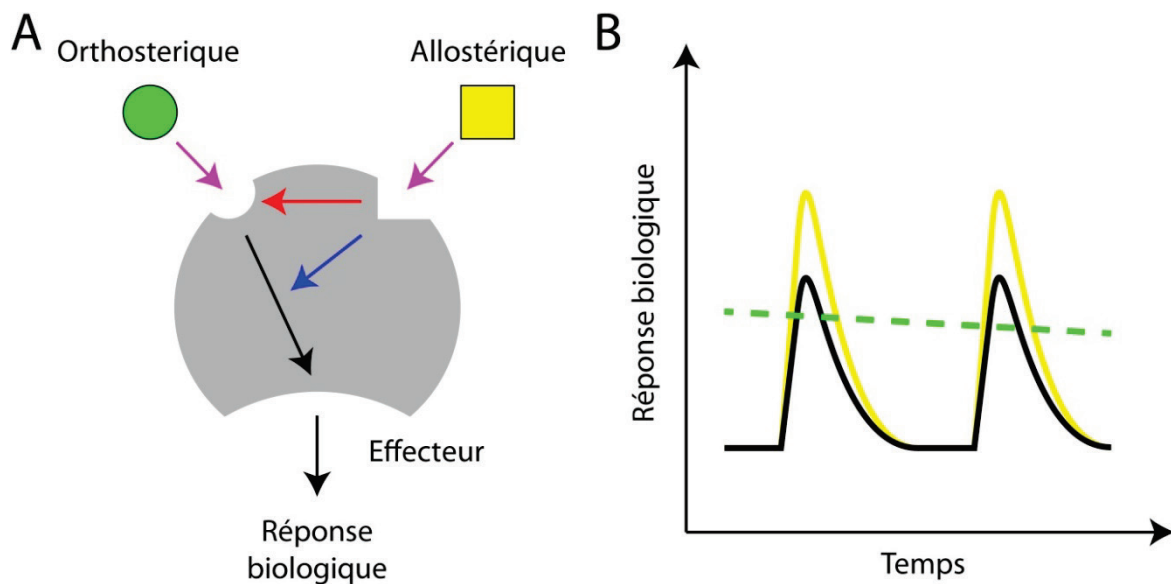 A
Orthosterique
Allostérique
Effecteur
Réponse
biologique
B
Réponse biologique
Temps